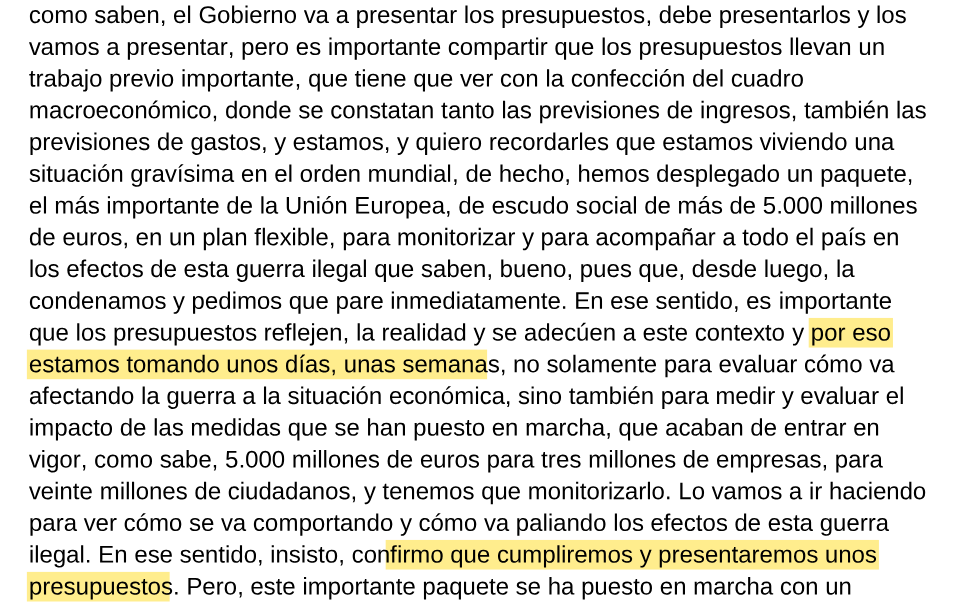 como saben, el Gobierno va a presentar los presupuestos, debe presentarlos y los
vamos a presentar, pero es importante compartir que los presupuestos llevan un
trabajo previo importante, que tiene que ver con la confección del cuadro
macroeconómico, donde se constatan tanto las previsiones de ingresos, también las
previsiones de gastos, y estamos, y quiero recordarles que estamos viviendo una
situación gravísima en el orden mundial, de hecho, hemos desplegado un paquete,
el más importante de la Unión Europea, de escudo social de más de 5.000 millones
de euros, en un plan flexible, para monitorizar y para acompañar a todo el país en
los efectos de esta guerra ilegal que saben, bueno, pues que, desde luego, la
condenamos y pedimos que pare inmediatamente. En ese sentido, es importante
que los presupuestos reflejen, la realidad y se adecúen a este contexto y por eso
estamos tomando unos días, unas semanas, no solamente para evaluar cómo va
afectando la guerra a la situación económica, sino también para medir y evaluar el
impacto de las medidas que se han puesto en marcha, que acaban de entrar en
vigor, como sabe, 5.000 millones de euros para tres millones de empresas, para
veinte millones de ciudadanos, y tenemos que monitorizarlo. Lo vamos a ir haciendo
para ver cómo se va comportando y cómo va paliando los efectos de esta guerra
ilegal. En ese sentido, insisto, confirmo que cumpliremos y presentaremos unos
presupuestos. Pero, este importante paquete se ha puesto en marcha con un